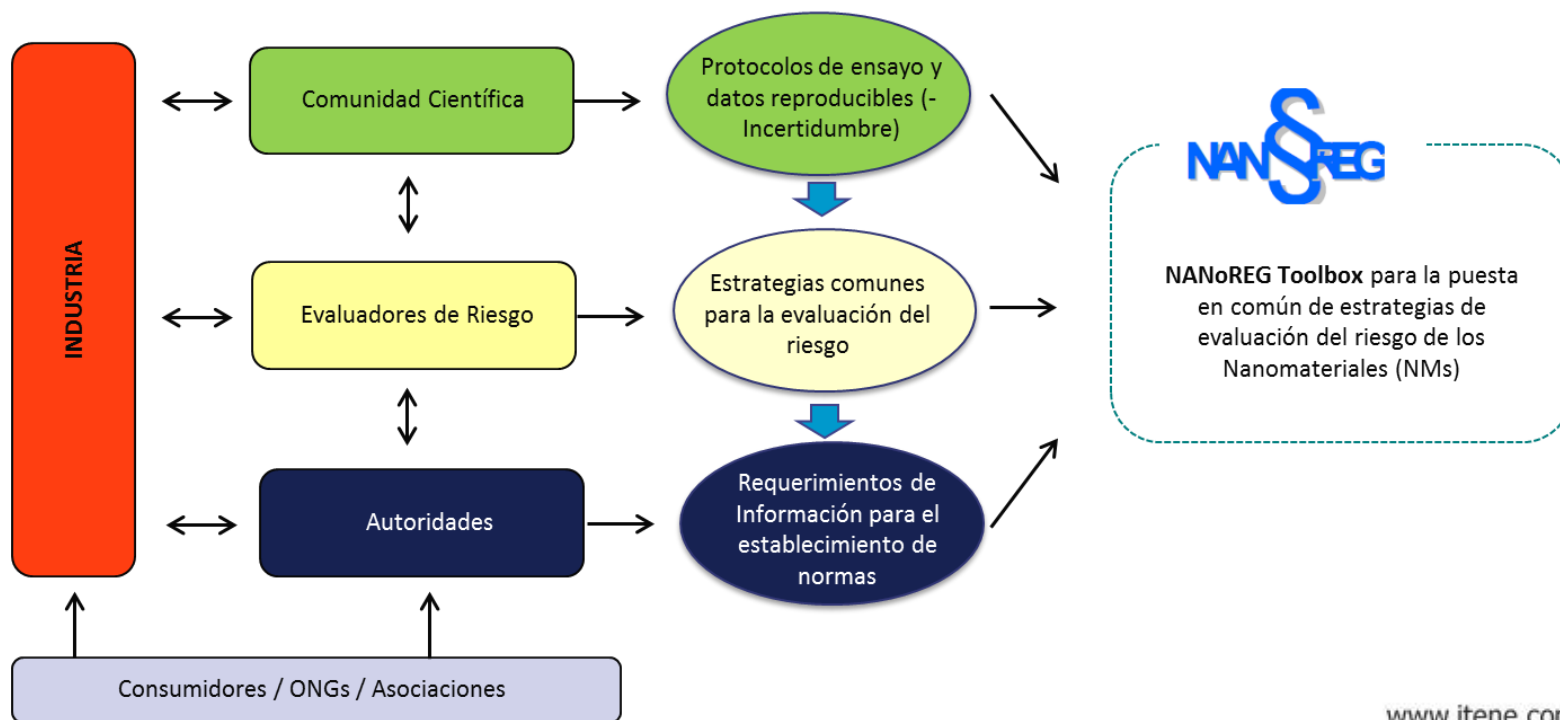 INDUSTRIA
Comunidad Científica
Evaluadores de Riesgo
Autoridades
Consumidores / ONGs / Asociaciones
Protocolos de ensayo y
datos reproducibles (-
Incertidumbre)
Estrategias comunes
para la evaluación del
riesgo
Requerimientos de
Información para el
establecimiento de
normas
NAN§REG
NANoREG Toolbox para la puesta
en común de estrategias de
evaluación del riesgo de los
Nanomateriales (NMs)